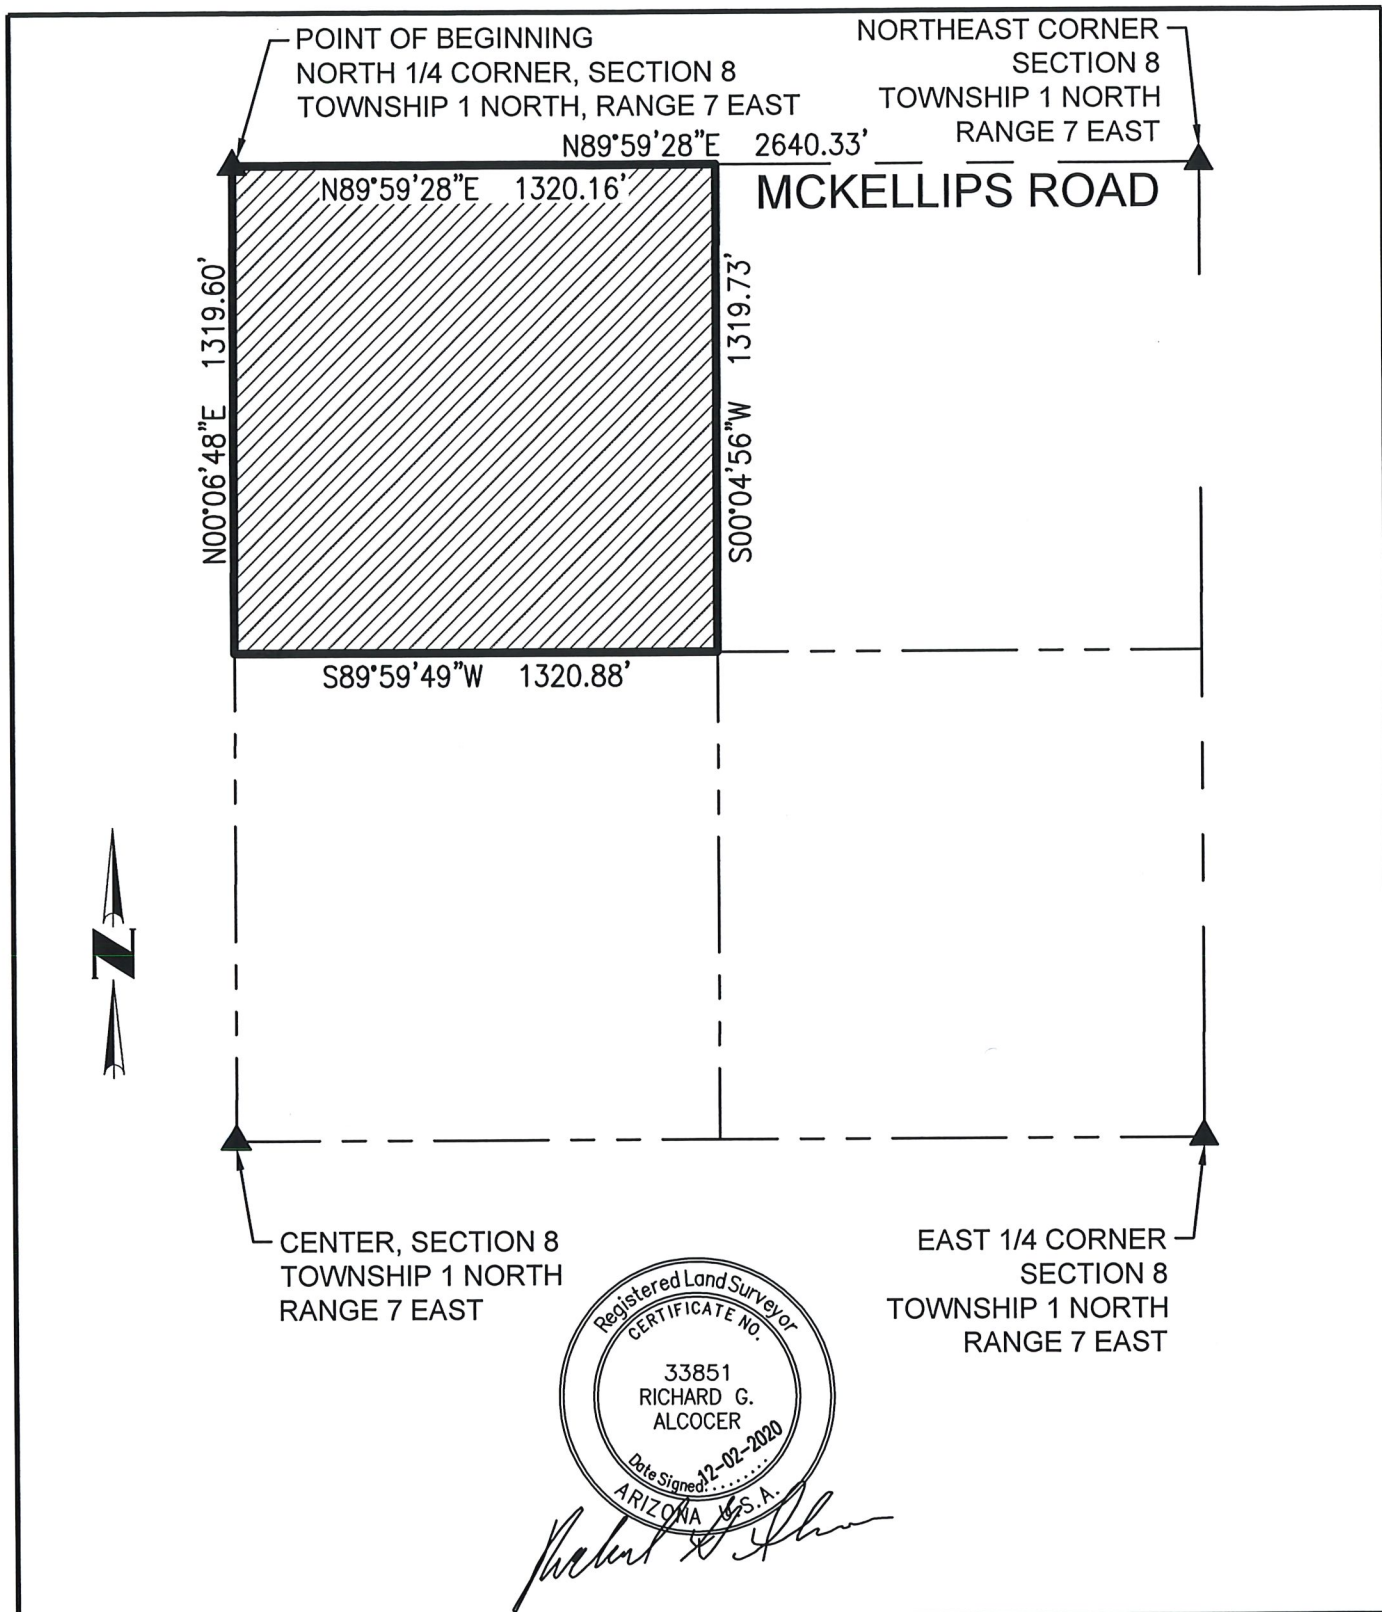 POINT OF BEGINNING
NORTH 1/4 CORNER, SECTION 8
TOWNSHIP 1 NORTH, RANGE 7 EAST
NORTHEAST CORNER
SECTION 8
TOWNSHIP 1 NORTH
RANGE 7 EAST
N89°59'28"E 2640.33'
N89°59'28"E 1320.16'
MCKELLIPS ROAD
N00°06'48"E 1319.60'
S00°04'56"W 1319.73'
S89°59'49"W 1320.88'
N
CENTER, SECTION 8
TOWNSHIP 1 NORTH
RANGE 7 EAST
EAST 1/4 CORNER
SECTION 8
TOWNSHIP 1 NORTH
RANGE 7 EAST
Registered Land Surveyor
CERTIFICATE NO.
33851
RICHARD G.
ALCOCER
Date Signed:........
12-02-2020
ARIZONA U.S.A.